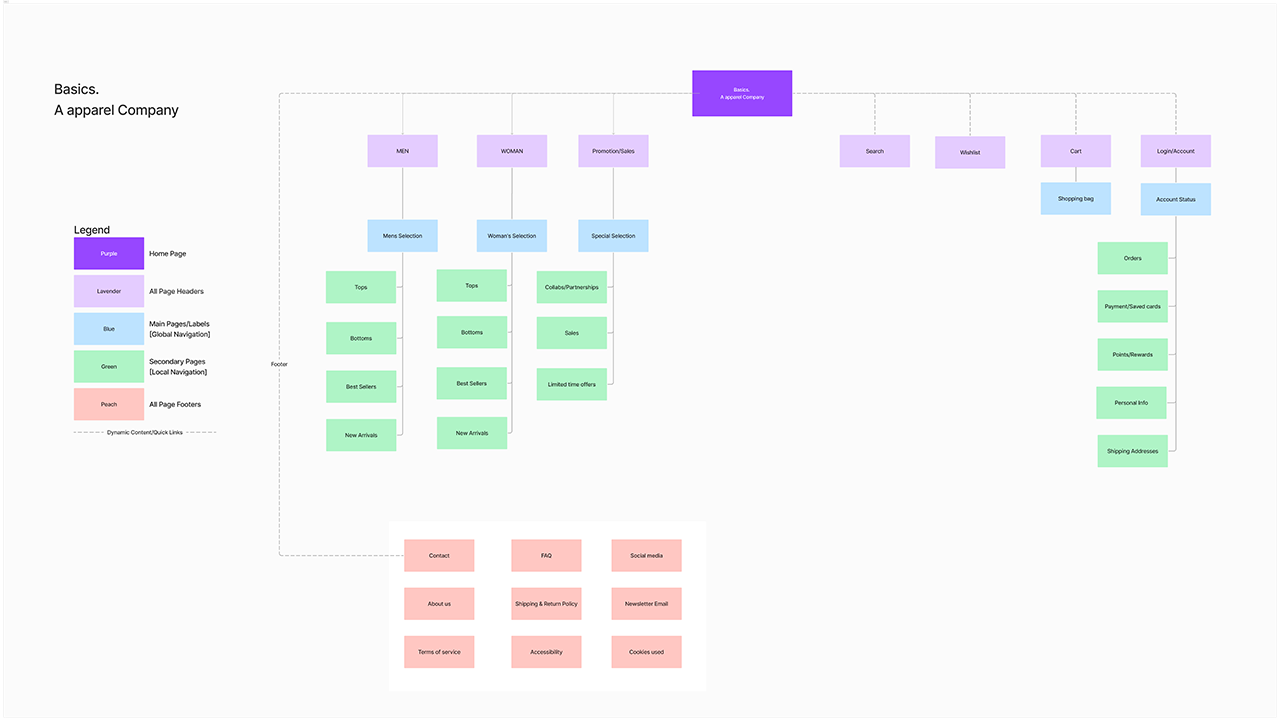 Basics.
A apparel Company
Basics.
A apparel Company
MEN
WOMAN
Promotion/Sales
Search
Wishlist
Cart
Login/Account
Shopping bag
Account Status
Mens Selection
Woman's Selection
Special Selection
Tops
Bottoms
Best Sellers
New Arrivals
Tops
Bottoms
Best Sellers
New Arrivals
Collabs/Partnerships
Sales
Limited time offers
Orders
Payment/Saved cards
Points/Rewards
Personal Info
Shipping Addresses
Legend
Purple
Home Page
Lavender
All Page Headers
Blue
Main Pages/Labels
[Global Navigation]
Green
Secondary Pages
[Local Navigation]
Peach
All Page Footers
Dynamic Content/Quick Links
Footer
Contact
FAQ
Social media
About us
Shipping & Return Policy
Newsletter Email
Terms of service
Accessibility
Cookies used